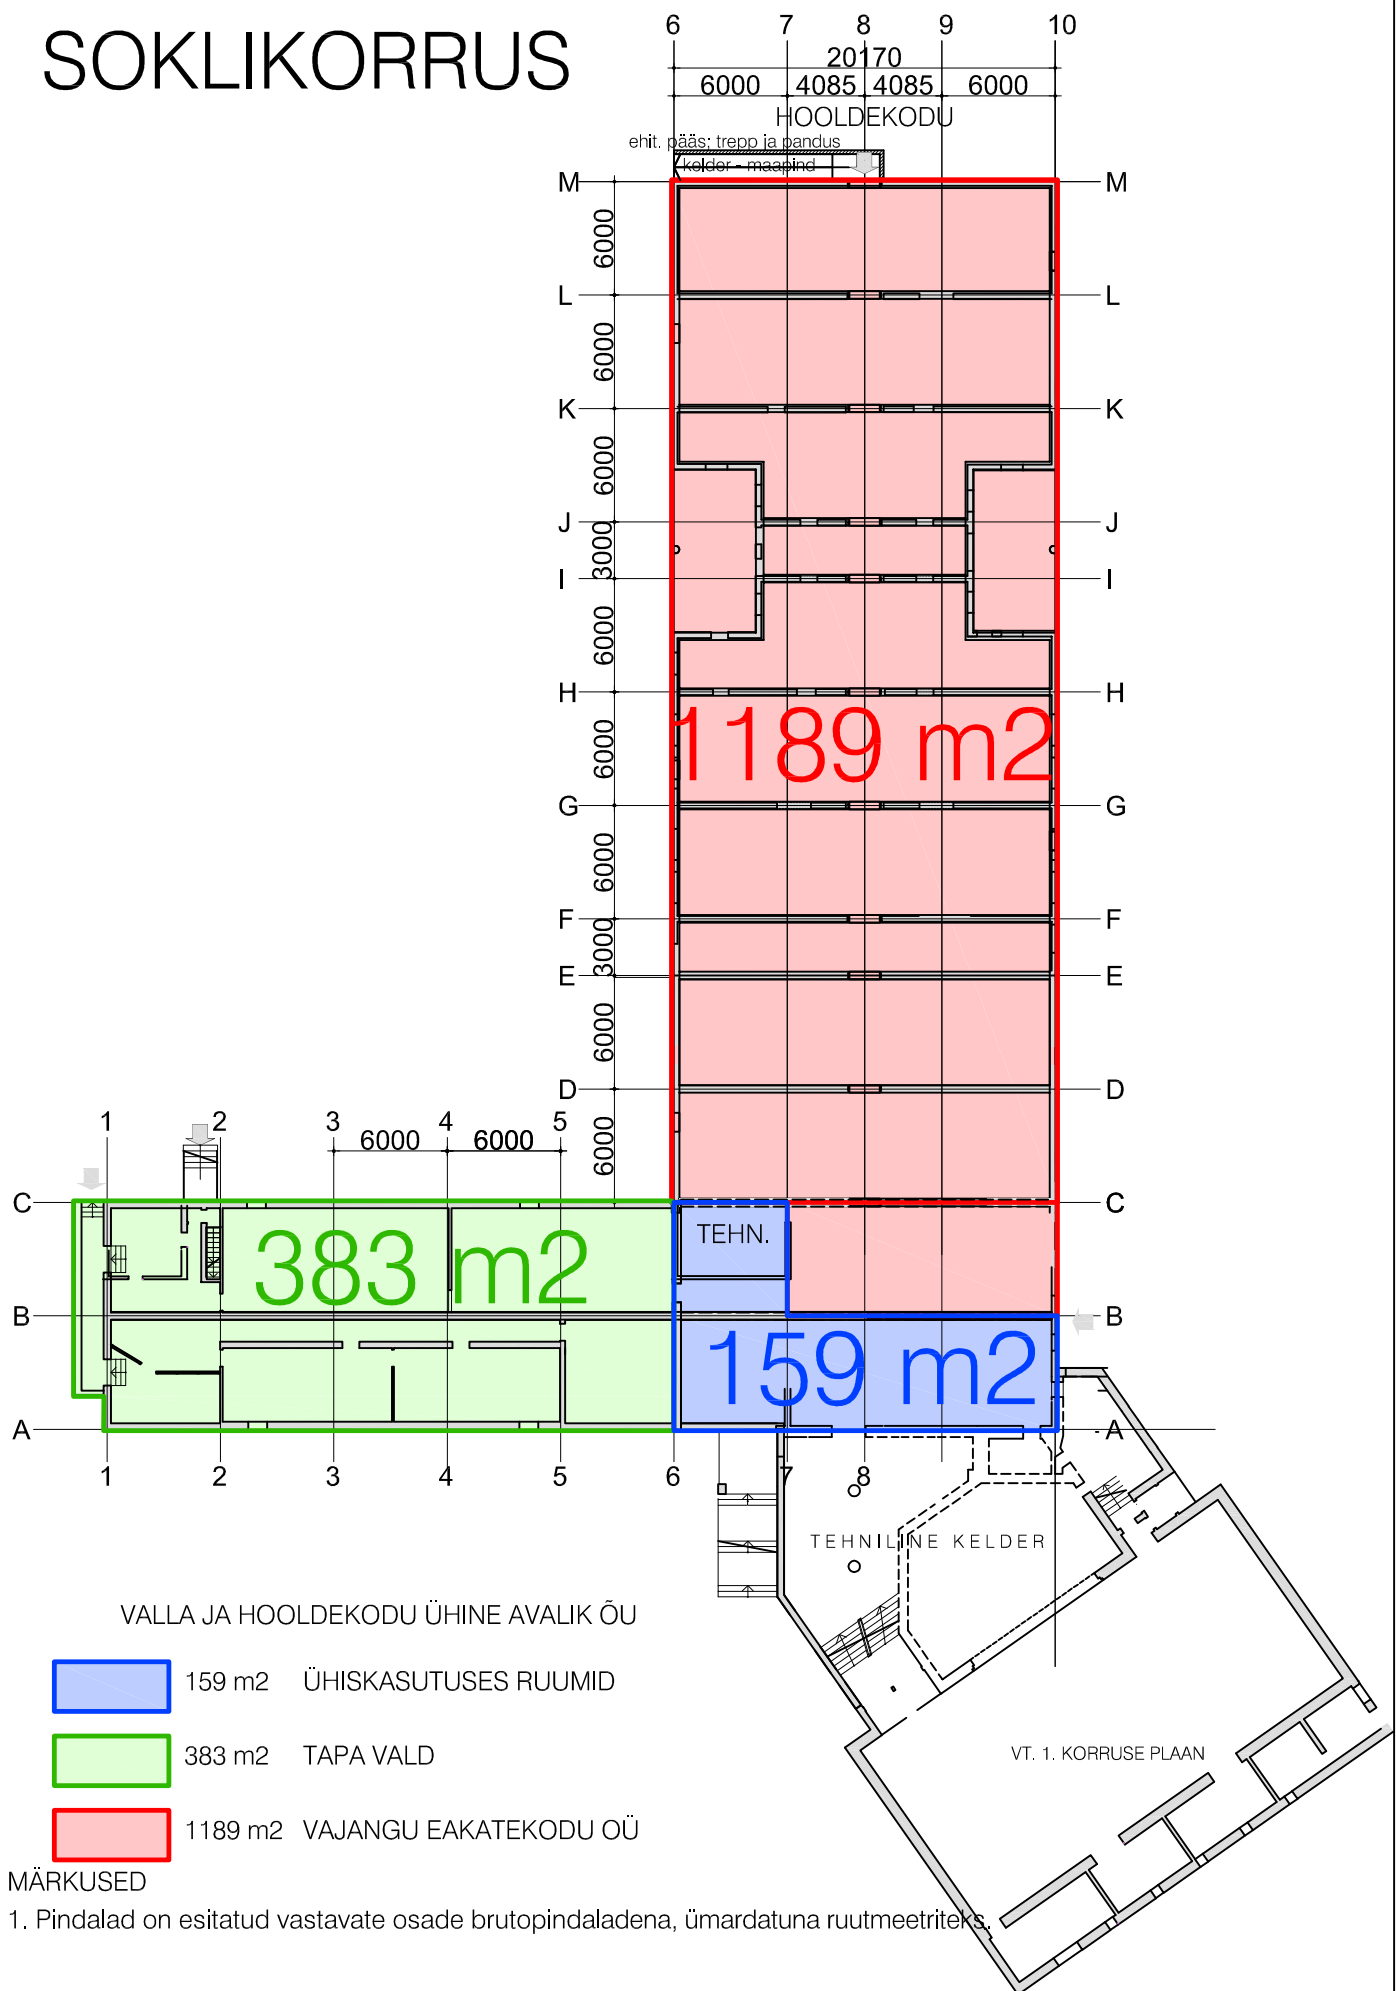 SOKLIKORRUS
6 7 8 9 10
20170
6000 4085 4085 6000
HOOLDEKODU
ehit. pääs; trepp ja pandus
kelder - maapind
M M
6000
L L
6000
K K
6000
J J
3000
I I
6000
H H
1189 m2
6000
G G
6000
F F
3000
E E
6000
D D
6000
1 2 3 4 5
6000 6000
C C
TEHN.
383 m2
B B
159 m2
A A
1 2 3 4 5 6 7 8
TEHNILINE KELDER
VALLA JA HOOLDEKODU ÜHINE AVALIK ÕU
159 m2 ÜHISKASUTUSES RUUMID
383 m2 TAPA VALD
VT. 1. KORRUSE PLAAN
1189 m2 VAJANGU EAKATEKODU OÜ
MÄRKUSED
1. Pindalad on esitatud vastavate osade brutopindaladena, ümardatuna ruutmeetriteks.